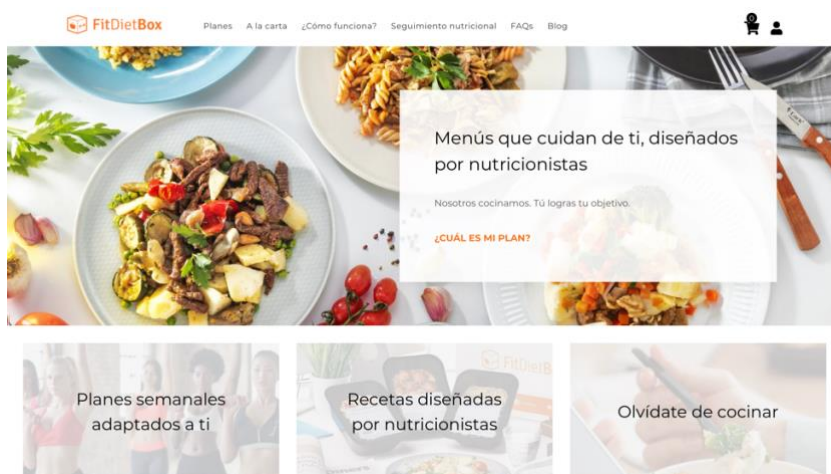 FitDietBox
Planes A la carta ¿Cómo funciona? Seguimiento nutricional FAQs Blog
0
Menús que cuidan de ti, diseñados
por nutricionistas
Nosotros cocinamos. Tú logras tu objetivo.
¿CUÁL ES MI PLAN?
Planes semanales
adaptados a ti
FitDietB
Recetas diseñadas
por nutricionistas
Olvídate de cocinar